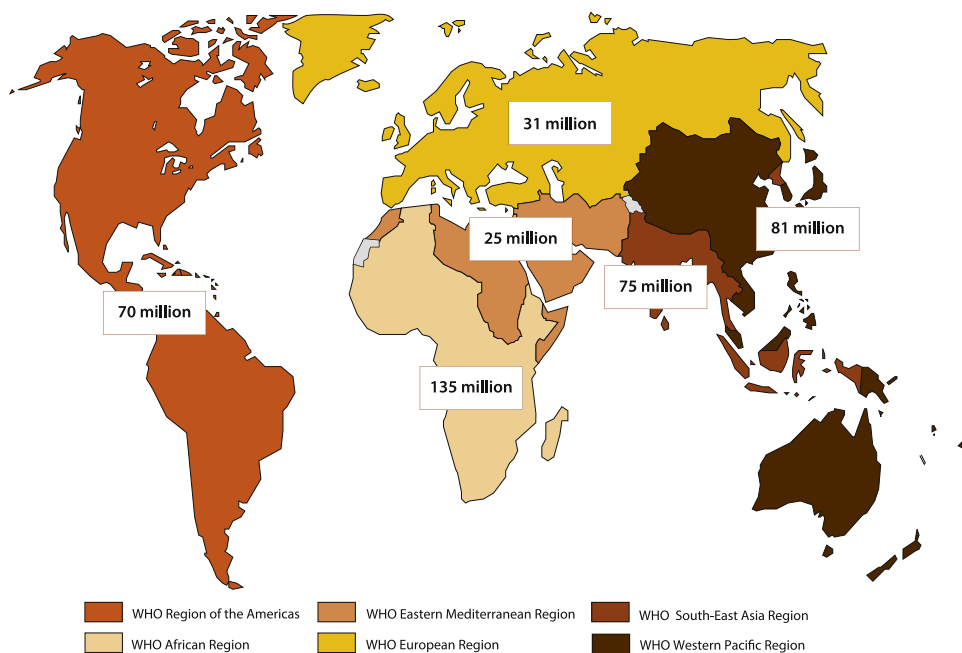 31 million
81 million
25 million
75 million
70 million
135 million
WHO Region of the Americas
WHO Eastern Mediterranean Region
WHO South-East Asia Region
WHO African Region
WHO European Region
WHO Western Pacific Region